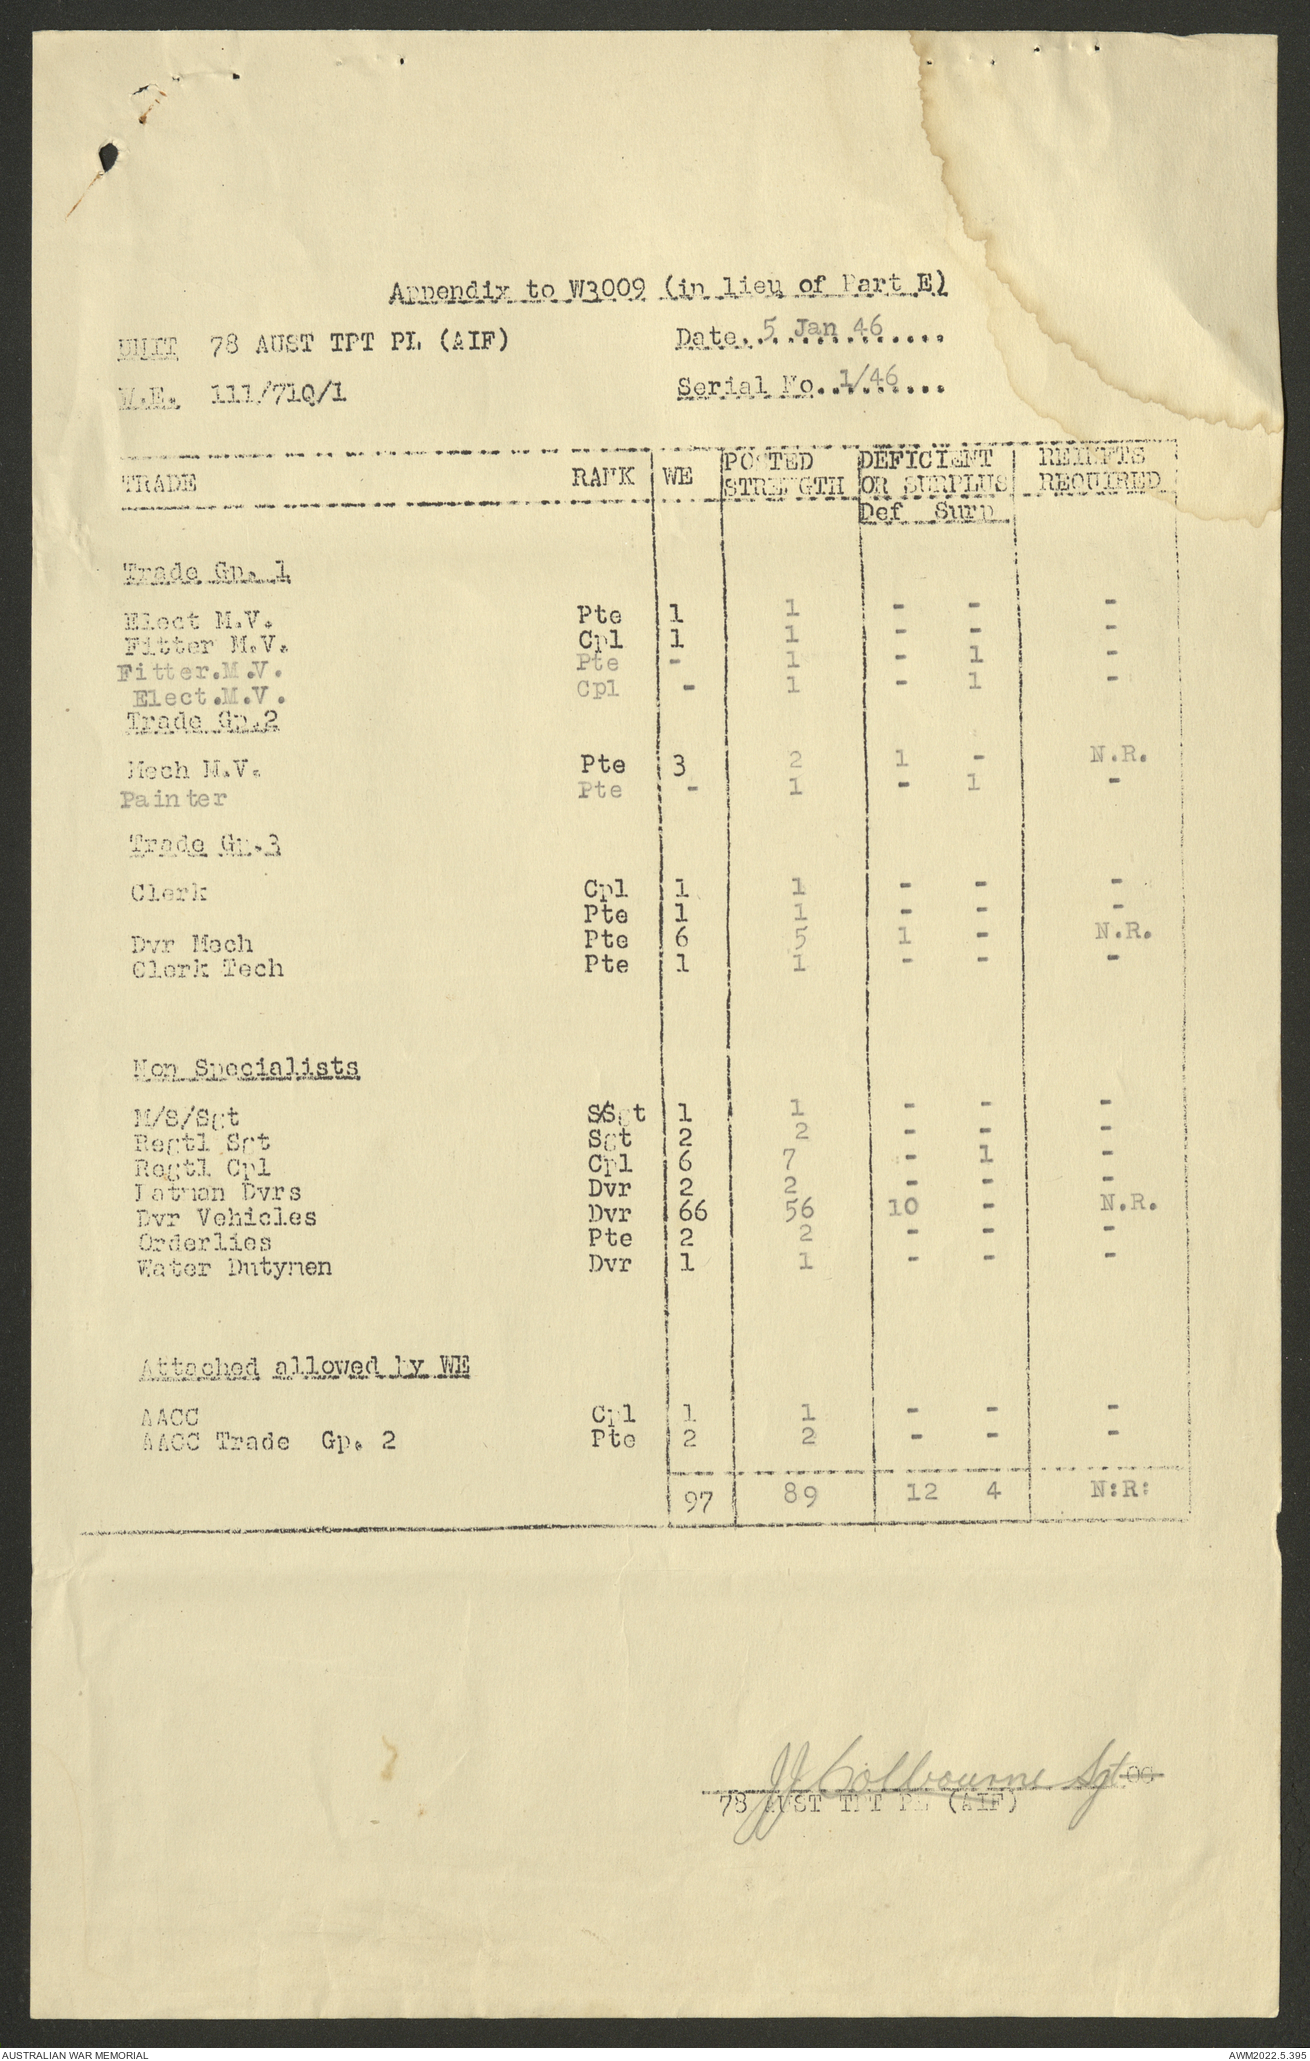 Appendix to W3009 (in lieu of Part E)
UNIT 78 AUST TPT PL (AIF) Date. 5 Jan 46 ....
W.E. 111/71Q/1 Serial No. 1/46 ...
TRADE RANK WE POSTED STRENGTH DEFICIENT OR SURPLUS REINFTS REQUIRED
Def Surp
Trade Gp. 1
Elect M.V. Pte 1 1 - - -
Fitter M.V. Cpl 1 1 - - -
Fitter.M.V. Pte - 1 - 1 -
Elect.M.V. Cpl - 1 - 1 -
Trade Gp.2
Mech M.V. Pte 3 2 1 - N.R.
Painter Pte - 1 - 1 -
Trade Gp.3
Clerk Cpl 1 1 - - -
Pte 1 1 - - -
Dvr Mech Pte 6 5 1 - N.R.
Clerk Tech Pte 1 1 - - -
Non Specialists
M/S/Sgt S/Sgt 1 1 - - -
Regtl Sgt Sgt 2 2 - - -
Regtl Cpl Cpl 6 7 - 1 -
Batman Dvrs Dvr 2 2 - - -
Dvr Vehicles Dvr 66 56 10 - N.R.
Orderlies Pte 2 2 - - -
Water Dutymen Dvr 1 1 - - -
Attached allowed by WE
AACC Cpl 1 1 - - -
AACC Trade Gp. 2 Pte 2 2 - - -
97 89 12 4 N:R:
JJ Colbourne Sgt OC
78 AUST TPT PL (AIF)
AUSTRALIAN WAR MEMORIAL AWM2022.5.395